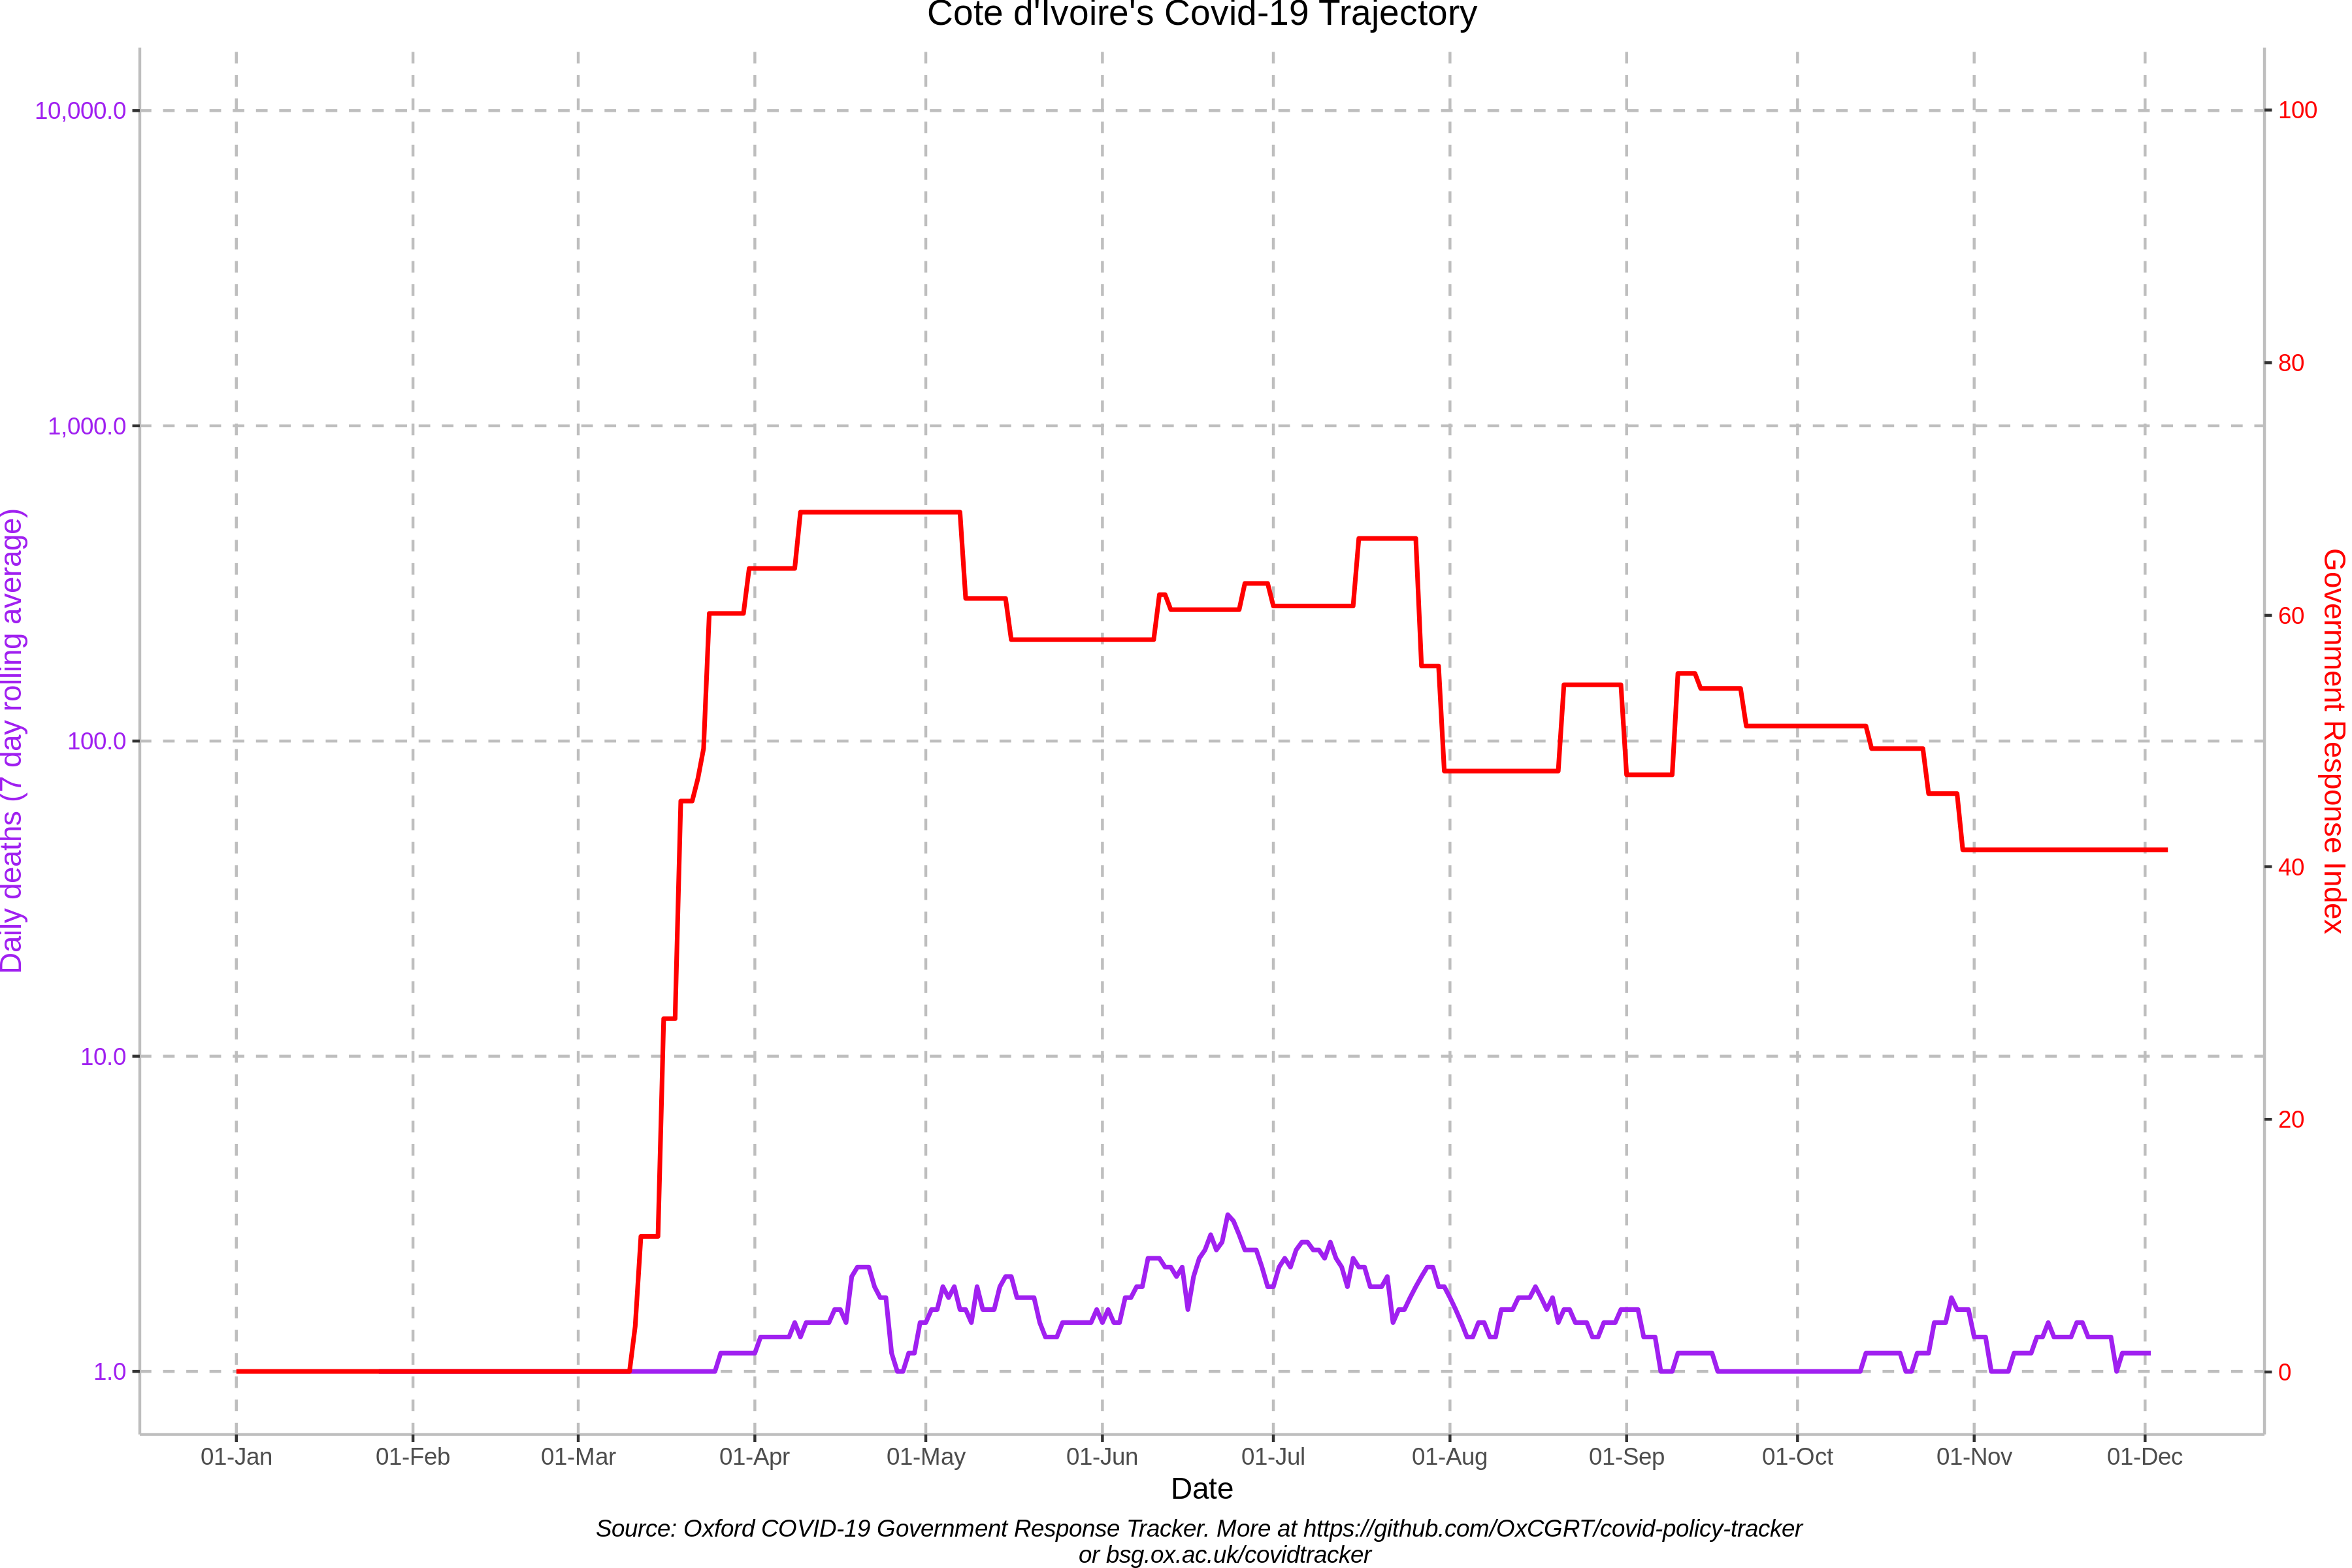 Cote d'Ivoire's Covid-19 Trajectory
10,000.0
1,000.0
100.0
10.0
1.0
Daily deaths (7 day rolling average)
100
80
60
40
20
0
Government Response Index
01-Jan 01-Feb 01-Mar 01-Apr 01-May 01-Jun 01-Jul 01-Aug 01-Sep 01-Oct 01-Nov 01-Dec
Date
Source: Oxford COVID-19 Government Response Tracker. More at https://github.com/OxCGRT/covid-policy-tracker
or bsg.ox.ac.uk/covidtracker